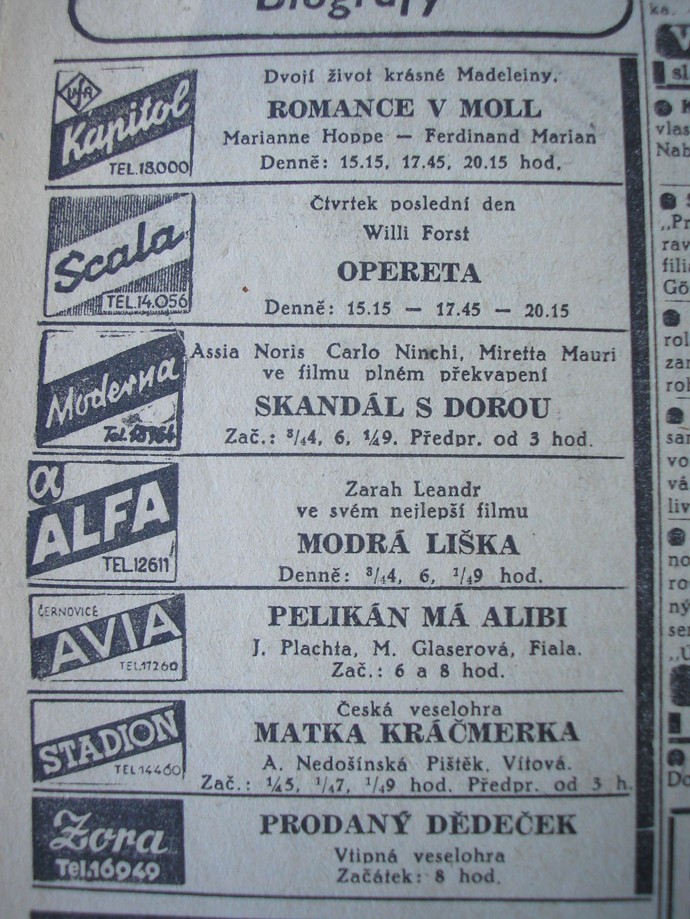 Biografy
Ufa
Kapitol
TEL.18.000
Dvojí život krásné Madeleiny.
ROMANCE V MOLL
Marianne Hoppe — Ferdinand Marian
Denně: 15.15, 17.45, 20.15 hod.
Scala
TEL.14.056
Čtvrtek poslední den
Willi Forst
OPERETA
Denně: 15.15 — 17.45 — 20.15
Moderna
Tel.
Assia Noris Carlo Ninchi, Miretta Mauri
ve filmu plném překvapení
SKANDÁL S DOROU
Zač.: ³/₄4, 6, ¼9. Předpr. od 3 hod.
α
ALFA
TEL.12611
Zarah Leandr
ve svém nejlepší filmu
MODRÁ LIŠKA
Denně: ³/₄4, 6, ¹/₄9 hod.
ČERNOVICE
AVIA
TEL.17260
PELIKÁN MÁ ALIBI
J. Plachta, M. Glaserová, Fiala.
Zač.: 6 a 8 hod.
STADION
TEL14460
Česká veselohra
MATKA KRÁČMERKA
A. Nedošínská Pištěk, Vítová.
Zač.: ¼5, ¹/₄7, ¹/₄9 hod. Předpr. od 3 h.
Zora
Tel.16949
PRODANÝ DĚDEČEK
Vtipná veselohra
Začátek: 8 hod.